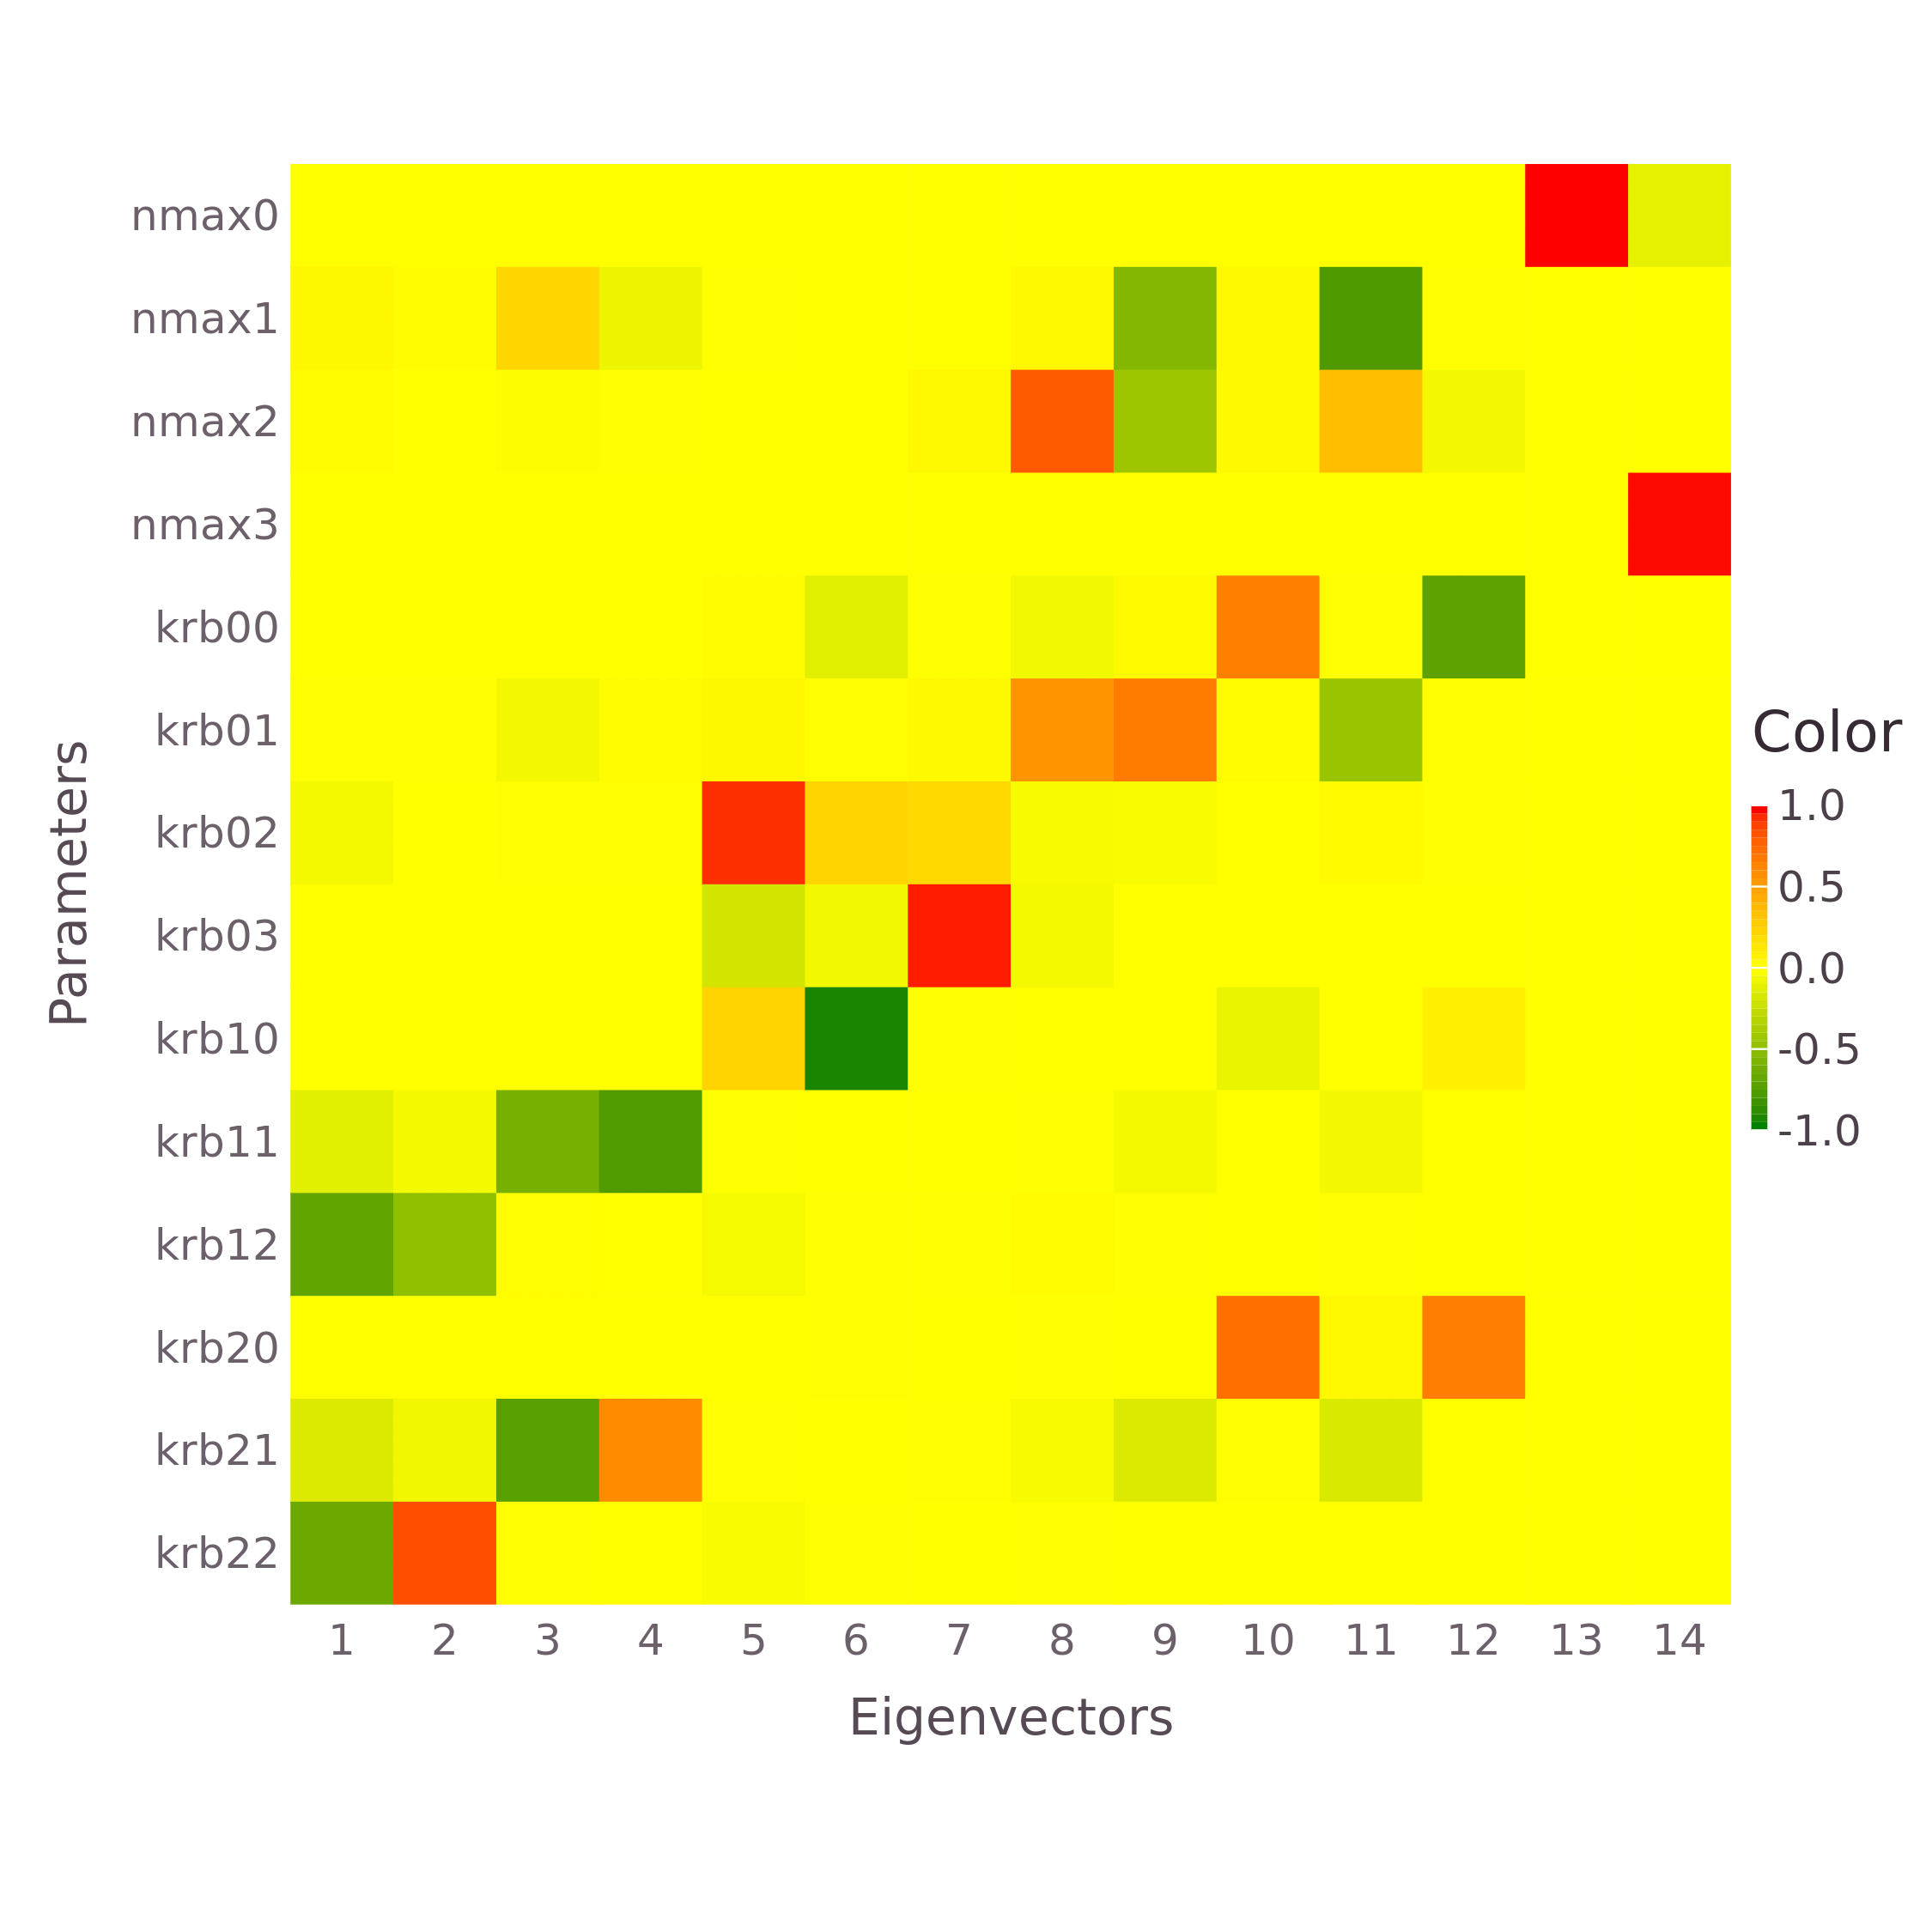 nmax0
nmax1
nmax2
nmax3
krb00
krb01
krb02
krb03
krb10
krb11
krb12
krb20
krb21
krb22
Parameters
1 2 3 4 5 6 7 8 9 10 11 12 13 14
Eigenvectors
Color
1.0
0.5
0.0
-0.5
-1.0